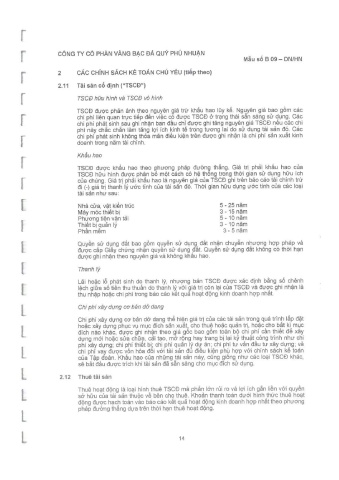 CÔNG TY CỔ PHẦN VÀNG BẠC ĐÁ QUÝ PHÚ NHUẬN
Mẫu số B 09 – DN/HN
2 CÁC CHÍNH SÁCH KẾ TOÁN CHỦ YẾU (tiếp theo)
2.11 Tài sản cố định ("TSCĐ")
TSCĐ hữu hình và TSCĐ vô hình
TSCĐ được phản ánh theo nguyên giá trừ khấu hao lũy kế. Nguyên giá bao gồm các
chi phí liên quan trực tiếp đến việc có được TSCĐ ở trạng thái sẵn sàng sử dụng. Các
chi phí phát sinh sau ghi nhận ban đầu chỉ được ghi tăng nguyên giá TSCĐ nếu các chi
phí này chắc chắn làm tăng lợi ích kinh tế trong tương lai do sử dụng tài sản đó. Các
chi phí phát sinh không thỏa mãn điều kiện trên được ghi nhận là chi phí sản xuất kinh
doanh trong năm tài chính.
Khấu hao
TSCĐ được khấu hao theo phương pháp đường thẳng. Giá trị phải khấu hao của
TSCĐ hữu hình được phân bổ một cách có hệ thống trong thời gian sử dụng hữu ích
của chúng. Giá trị phải khấu hao là nguyên giá của TSCĐ ghi trên báo cáo tài chính trừ
đi (-) giá trị thanh lý ước tính của tài sản đó. Thời gian hữu dụng ước tính của các loại
tài sản như sau:
Nhà cửa, vật kiến trúc 5 - 25 năm
Máy móc thiết bị 3 - 15 năm
Phương tiện vận tải 5 - 10 năm
Thiết bị quản lý 3 - 10 năm
Phần mềm 3 - 5 năm
Quyền sử dụng đất bao gồm quyền sử dụng đất nhận chuyển nhượng hợp pháp và
được cấp Giấy chứng nhận quyền sử dụng đất. Quyền sử dụng đất không có thời hạn
được ghi nhận theo nguyên giá và không khấu hao.
Thanh lý
Lãi hoặc lỗ phát sinh do thanh lý, nhượng bán TSCĐ được xác định bằng số chênh
lệch giữa số tiền thu thuần do thanh lý với giá trị còn lại của TSCĐ và được ghi nhận là
thu nhập hoặc chi phí trong báo cáo kết quả hoạt động kinh doanh hợp nhất.
Chi phí xây dựng cơ bản dở dang
Chi phí xây dựng cơ bản dở dang thể hiện giá trị của các tài sản trong quá trình lắp đặt
hoặc xây dựng phục vụ mục đích sản xuất, cho thuê hoặc quản trị, hoặc cho bất kì mục
đích nào khác, được ghi nhận theo giá gốc bao gồm toàn bộ chi phí cần thiết để xây
dựng mới hoặc sửa chữa, cải tạo, mở rộng hay trang bị lại kỹ thuật công trình như chi
phí xây dựng; chi phí thiết bị; chi phí quản lý dự án; chi phí tư vấn đầu tư xây dựng; và
chi phí vay được vốn hóa đối với tài sản đủ điều kiện phù hợp với chính sách kế toán
của Tập đoàn. Khấu hao của những tài sản này, cũng giống như các loại TSCĐ khác,
sẽ bắt đầu được trích khi tài sản đã sẵn sàng cho mục đích sử dụng.
2.12 Thuê tài sản
Thuê hoạt động là loại hình thuê TSCĐ mà phần lớn rủi ro và lợi ích gắn liền với quyền
sở hữu của tài sản thuộc về bên cho thuê. Khoản thanh toán dưới hình thức thuê hoạt
động được hạch toán vào báo cáo kết quả hoạt động kinh doanh hợp nhất theo phương
pháp đường thẳng dựa trên thời hạn thuê hoạt động.
14